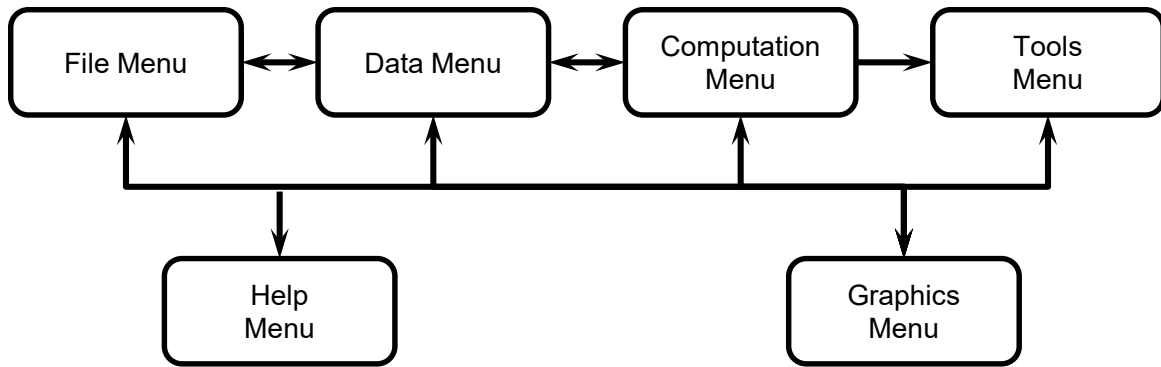 File Menu
Data Menu
Computation
Menu
Tools
Menu
Help
Menu
Graphics
Menu